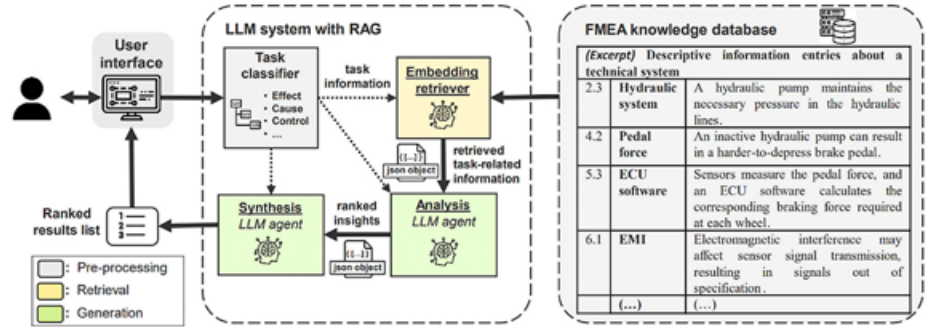 User
interface
LLM system with RAG
Task
classifier
• Effect
• Cause
• Control
• ....
task
information
Embedding
retriever
{[...]}
json object
retrieved
task-related
information
Synthesis
LLM agent
ranked
insights
{[...]}
json object
Analysis
LLM agent
Ranked
results list
1
2
3
: Pre-processing
: Retrieval
: Generation
FMEA knowledge database
(Excerpt) Descriptive information entries about a
technical system
2.3 Hydraulic system A hydraulic pump maintains the
necessary pressure in the hydraulic
lines.
4.2 Pedal force An inactive hydraulic pump can result
in a harder-to-depress brake pedal.
5.3 ECU software Sensors measure the pedal force, and
an ECU software calculates the
corresponding braking force required
at each wheel.
6.1 EMI Electromagnetic interference may
affect sensor signal transmission,
resulting in signals out of
specification.
(...) (...)